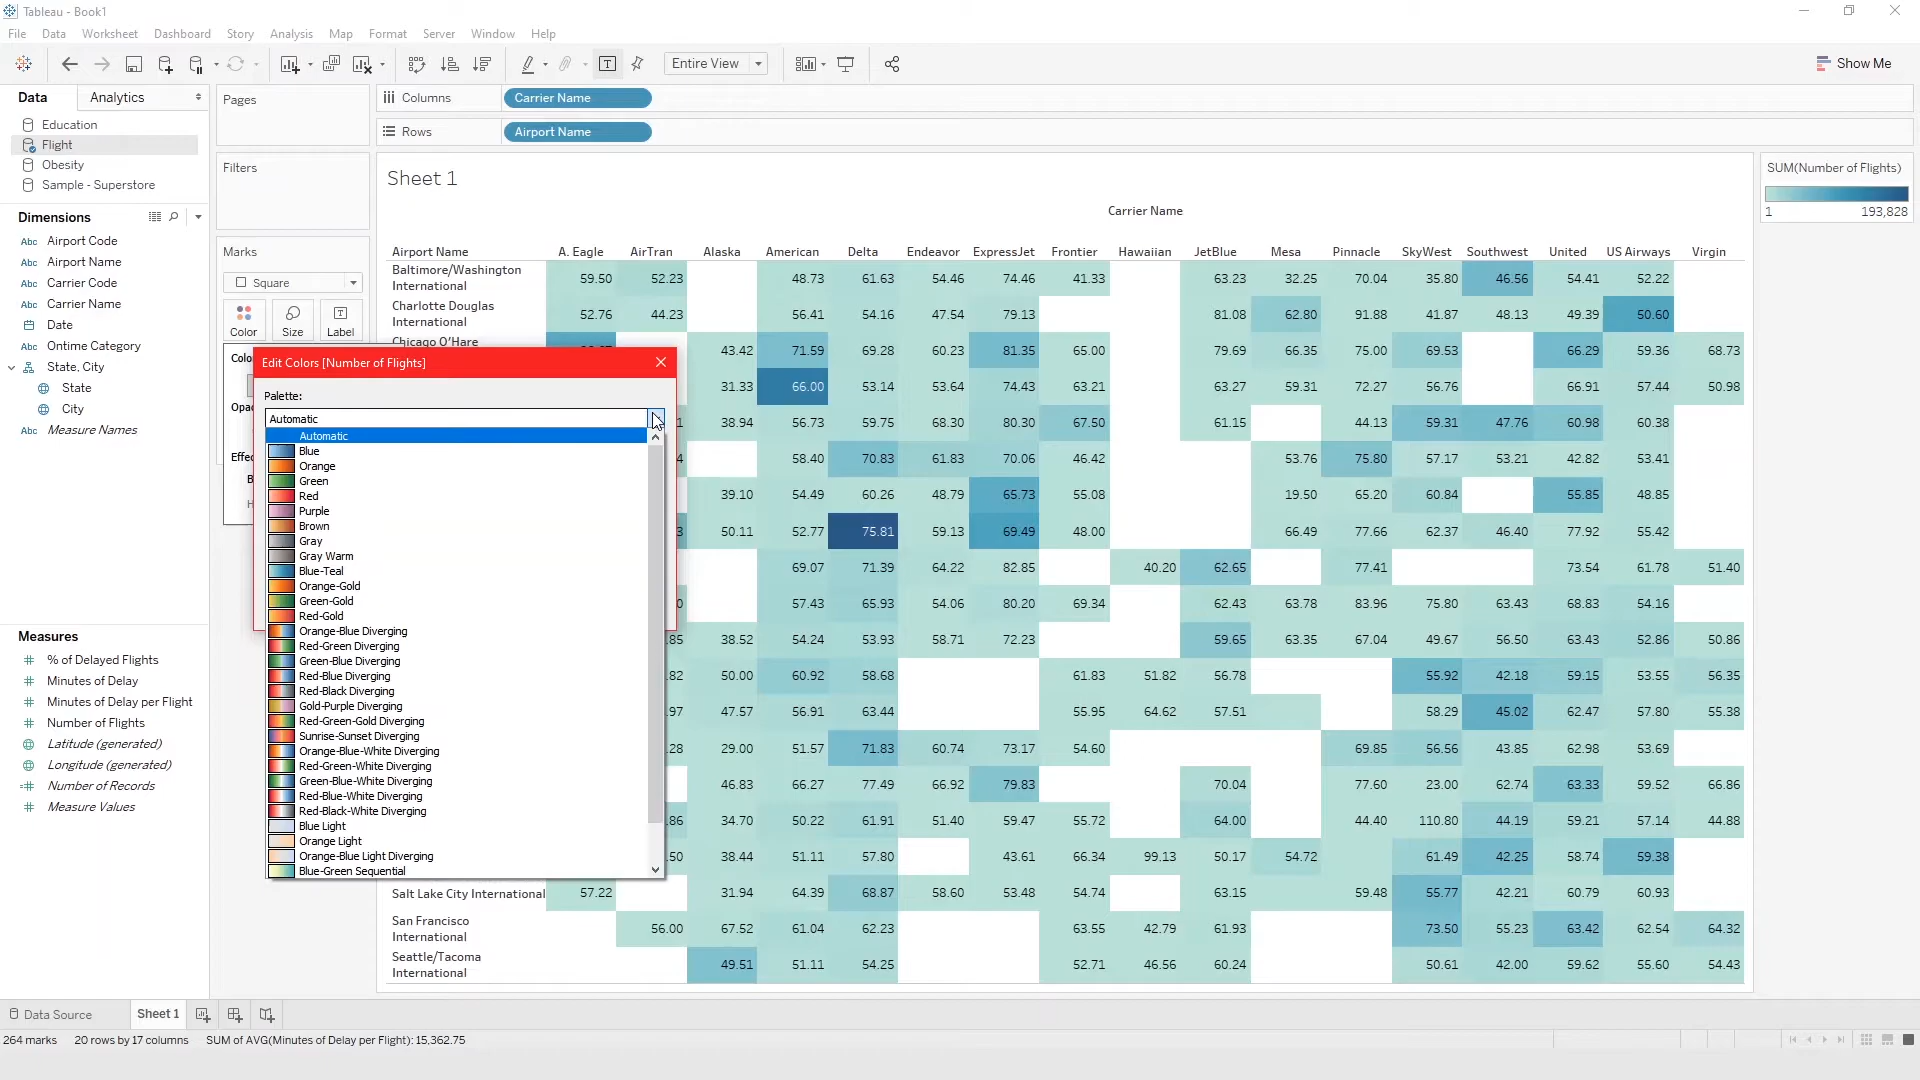 Tableau - Book1
File Data Worksheet Dashboard Story Analysis Map Format Server Window Help
Entire View
Show Me
Data Analytics
Education
Flight
Obesity
Sample - Superstore
Dimensions
Abc Airport Code
Abc Airport Name
Abc Carrier Code
Abc Carrier Name
Date
Abc Ontime Category
State, City
State
City
Abc Measure Names
Measures
% of Delayed Flights
Minutes of Delay
Minutes of Delay per Flight
Number of Flights
Latitude (generated)
Longitude (generated)
Number of Records
Measure Values
Pages
Filters
Marks
Square
Color Size Label
Colo
Opac
Effec
B
H
Columns Carrier Name
Rows Airport Name
Sheet 1
Carrier Name
Airport Name A. Eagle AirTran Alaska American Delta Endeavor ExpressJet Frontier Hawaiian JetBlue Mesa Pinnacle SkyWest Southwest United US Airways Virgin
Baltimore/Washington International 59.50 52.23 48.73 61.63 54.46 74.46 41.33 63.23 32.25 70.04 35.80 46.56 54.41 52.22
Charlotte Douglas International 52.76 44.23 56.41 54.16 47.54 79.13 81.08 62.80 91.88 41.87 48.13 49.39 50.60
Chicago O'Hare 43.42 71.59 69.28 60.23 81.35 65.00 79.69 66.35 75.00 69.53 66.29 59.36 68.73
31.33 66.00 53.14 53.64 74.43 63.21 63.27 59.31 72.27 56.76 66.91 57.44 50.98
1 38.94 56.73 59.75 68.30 80.30 67.50 61.15 44.13 59.31 47.76 60.98 60.38
4 58.40 70.83 61.83 70.06 46.42 53.76 75.80 57.17 53.21 42.82 53.41
39.10 54.49 60.26 48.79 65.73 55.08 19.50 65.20 60.84 55.85 48.85
3 50.11 52.77 75.81 59.13 69.49 48.00 66.49 77.66 62.37 46.40 77.92 55.42
69.07 71.39 64.22 82.85 40.20 62.65 77.41 73.54 61.78 51.40
0 57.43 65.93 54.06 80.20 69.34 62.43 63.78 83.96 75.80 63.43 68.83 54.16
.85 38.52 54.24 53.93 58.71 72.23 59.65 63.35 67.04 49.67 56.50 63.43 52.86 50.86
.82 50.00 60.92 58.68 61.83 51.82 56.78 55.92 42.18 59.15 53.55 56.35
.97 47.57 56.91 63.44 55.95 64.62 57.51 58.29 45.02 62.47 57.80 55.38
.28 29.00 51.57 71.83 60.74 73.17 54.60 69.85 56.56 43.85 62.98 53.69
46.83 66.27 77.49 66.92 79.83 70.04 77.60 23.00 62.74 63.33 59.52 66.86
.86 34.70 50.22 61.91 51.40 59.47 55.72 64.00 44.40 110.80 44.19 59.21 57.14 44.88
.50 38.44 51.11 57.80 43.61 66.34 99.13 50.17 54.72 61.49 42.25 58.74 59.38
Salt Lake City International 57.22 31.94 64.39 68.87 58.60 53.48 54.74 63.15 59.48 55.77 42.21 60.79 60.93
San Francisco International 56.00 67.52 61.04 62.23 63.55 42.79 61.93 73.50 55.23 63.42 62.54 64.32
Seattle/Tacoma International 49.51 51.11 54.25 52.71 46.56 60.24 50.61 42.00 59.62 55.60 54.43
SUM(Number of Flights)
1 193,828
Edit Colors [Number of Flights]
Palette:
Automatic
Automatic
Blue
Orange
Green
Red
Purple
Brown
Gray
Gray Warm
Blue-Teal
Orange-Gold
Green-Gold
Red-Gold
Orange-Blue Diverging
Red-Green Diverging
Green-Blue Diverging
Red-Blue Diverging
Red-Black Diverging
Gold-Purple Diverging
Red-Green-Gold Diverging
Sunrise-Sunset Diverging
Orange-Blue-White Diverging
Red-Green-White Diverging
Green-Blue-White Diverging
Red-Blue-White Diverging
Red-Black-White Diverging
Blue Light
Orange Light
Orange-Blue Light Diverging
Blue-Green Sequential
Data Source Sheet 1
264 marks 20 rows by 17 columns SUM of AVG(Minutes of Delay per Flight): 15,362.75